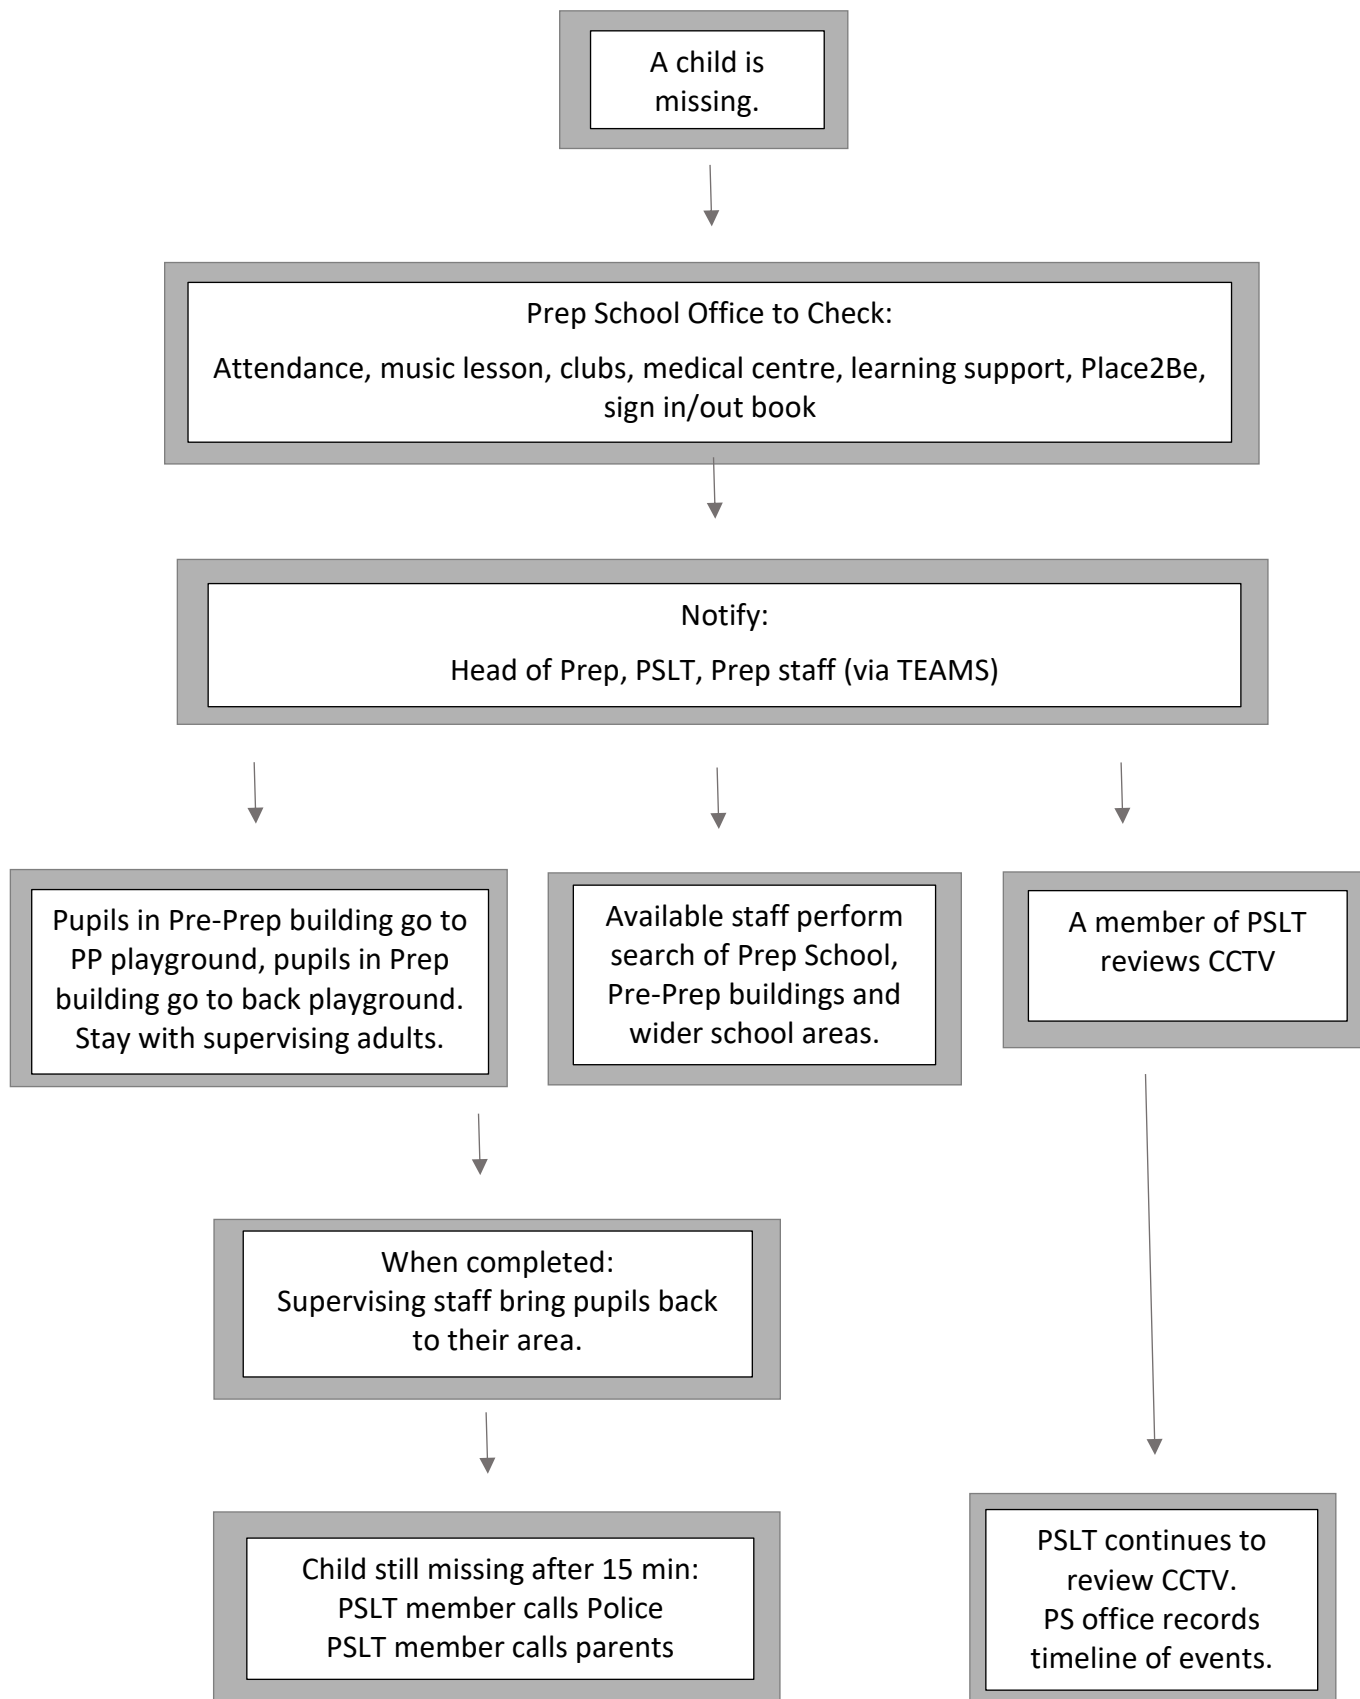 A child is
missing.
Prep School Office to Check:
Attendance, music lesson, clubs, medical centre, learning support, Place2Be,
sign in/out book
Notify:
Head of Prep, PSLT, Prep staff (via TEAMS)
Pupils in Pre-Prep building go to
PP playground, pupils in Prep
building go to back playground.
Stay with supervising adults.
Available staff perform
search of Prep School,
Pre-Prep buildings and
wider school areas.
A member of PSLT
reviews CCTV
When completed:
Supervising staff bring pupils back
to their area.
Child still missing after 15 min:
PSLT member calls Police
PSLT member calls parents
PSLT continues to
review CCTV.
PS office records
timeline of events.